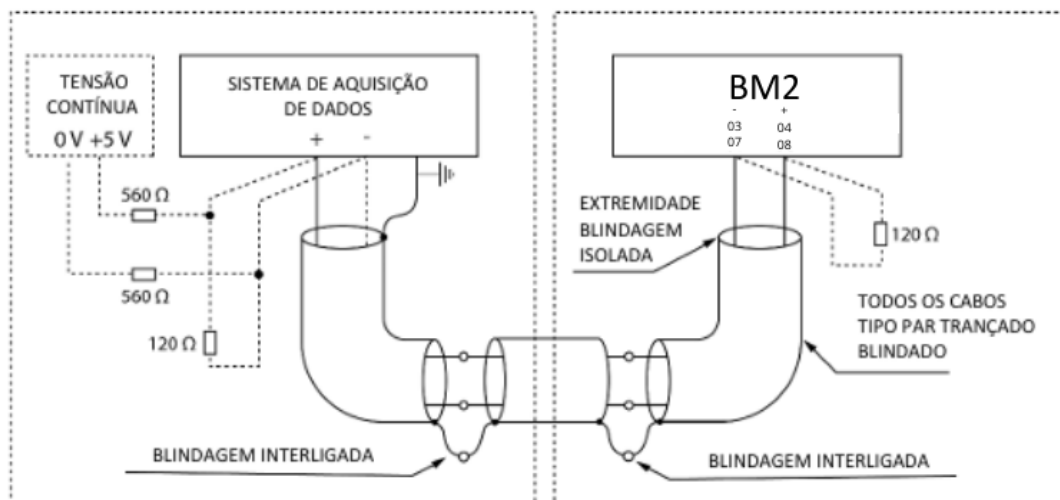 TENSÃO
CONTÍNUA
0 V +5 V
SISTEMA DE AQUISIÇÃO
DE DADOS
+ -
560 Ω
560 Ω
120 Ω
BLINDAGEM INTERLIGADA
BM2
- +
03 04
07 08
EXTREMIDADE
BLINDAGEM
ISOLADA
120 Ω
TODOS OS CABOS
TIPO PAR TRANÇADO
BLINDADO
BLINDAGEM INTERLIGADA